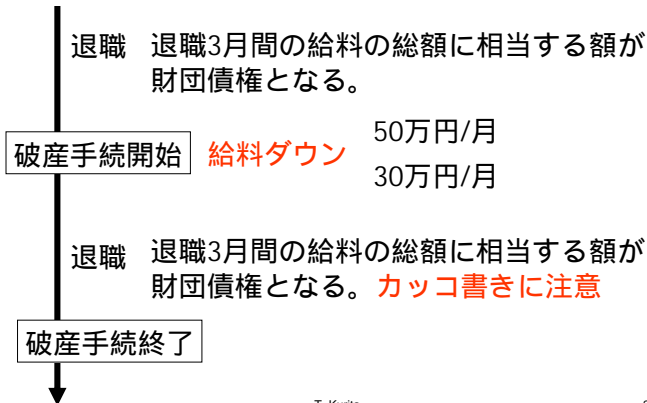 退職 退職3月間の給料の総額に相当する額が
財団債権となる。
50万円/月
破産手続開始 給料ダウン
30万円/月
退職 退職3月間の給料の総額に相当する額が
財団債権となる。カッコ書きに注意
破産手続終了